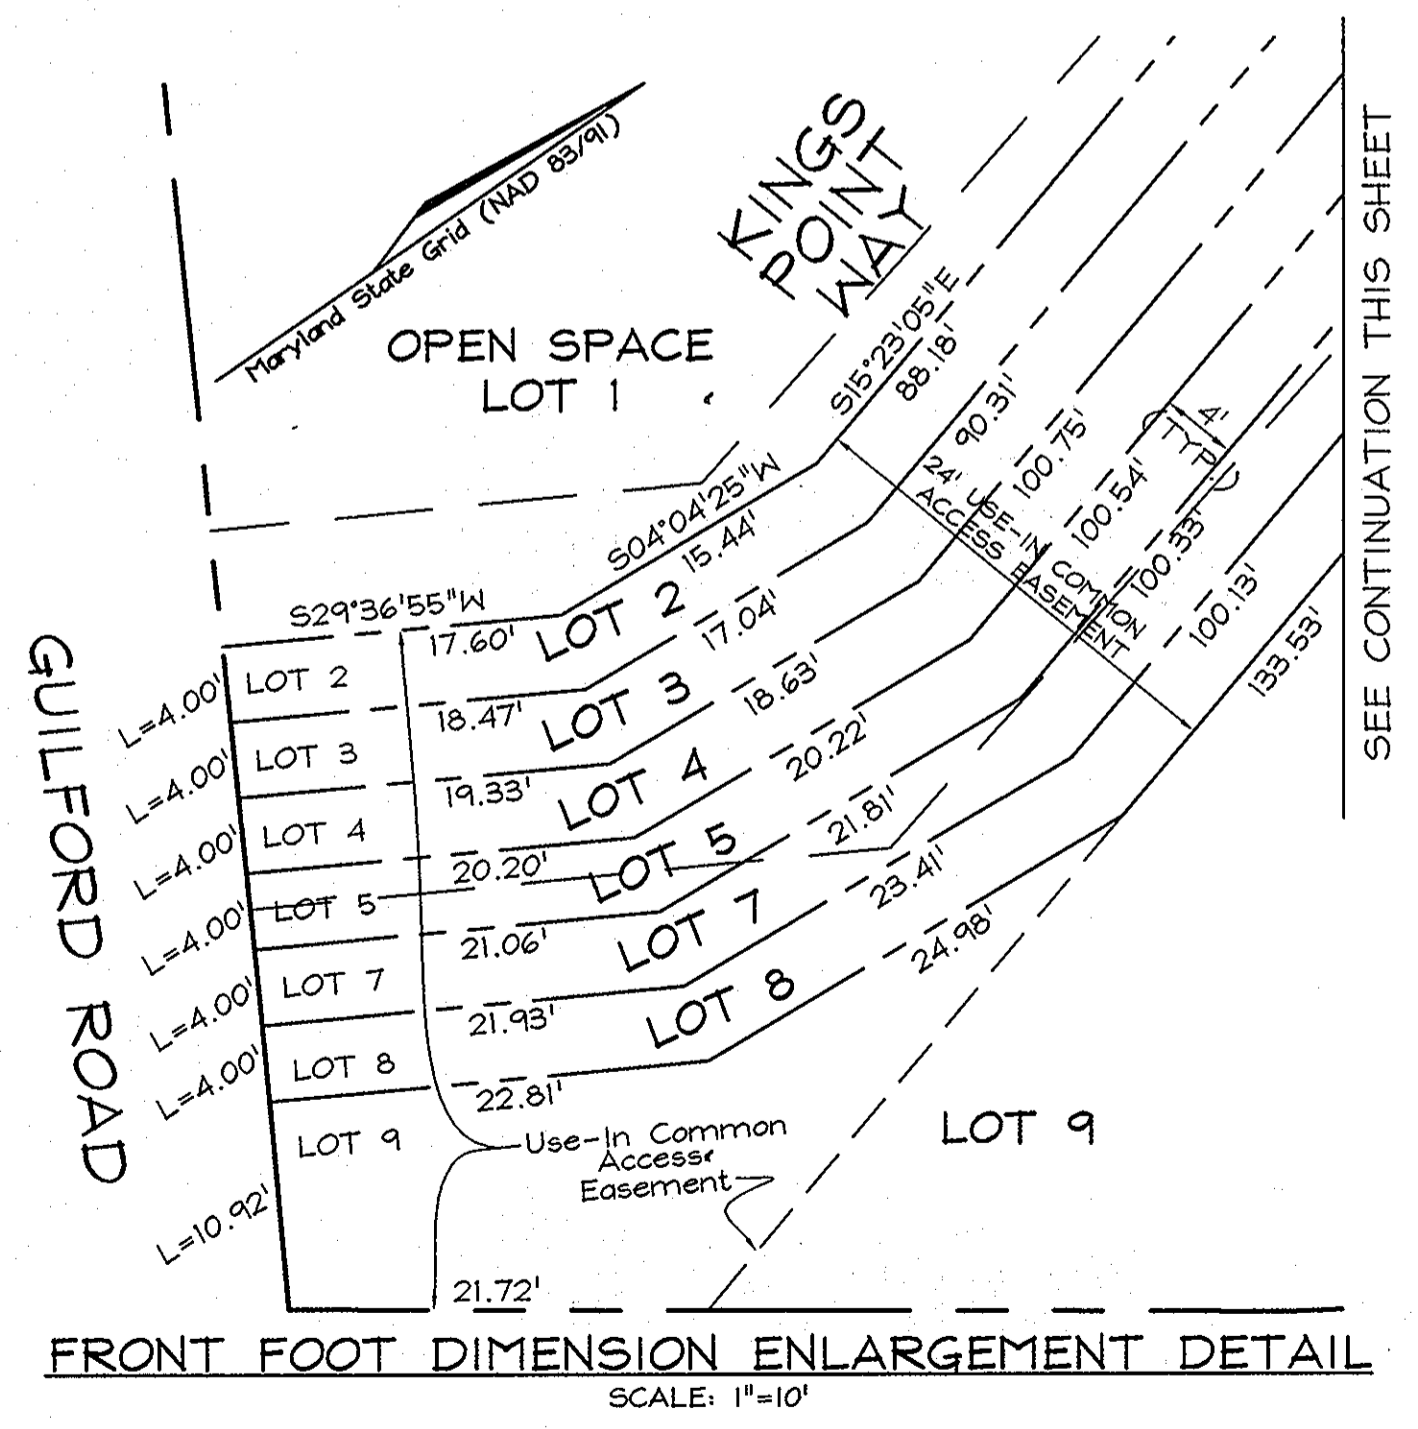 Maryland State Grid (NAD 83/91)
KINGS
POINT
WAY
OPEN SPACE
LOT 1
SEE CONTINUATION THIS SHEET
S15°23'05"E
88.18'
S04°04'25"W
15.44'
S29°36'55"W
17.60'
90.31'
100.75'
100.54'
100.33'
100.13'
133.53'
4'
(TYP.)
24' USE-IN COMMON
ACCESS EASEMENT
GUILFORD ROAD
L=4.00'
L=4.00'
L=4.00'
L=4.00'
L=4.00'
L=4.00'
L=10.92'
LOT 2
LOT 3
LOT 4
LOT 5
LOT 7
LOT 8
LOT 9
18.47'
19.33'
20.20'
21.06'
21.93'
22.81'
21.72'
LOT 2
LOT 3
LOT 4
LOT 5
LOT 7
LOT 8
17.04'
18.63'
20.22'
21.81'
23.41'
24.98'
Use-In Common
Access
Easement
LOT 9
FRONT FOOT DIMENSION ENLARGEMENT DETAIL
SCALE: 1"=10'